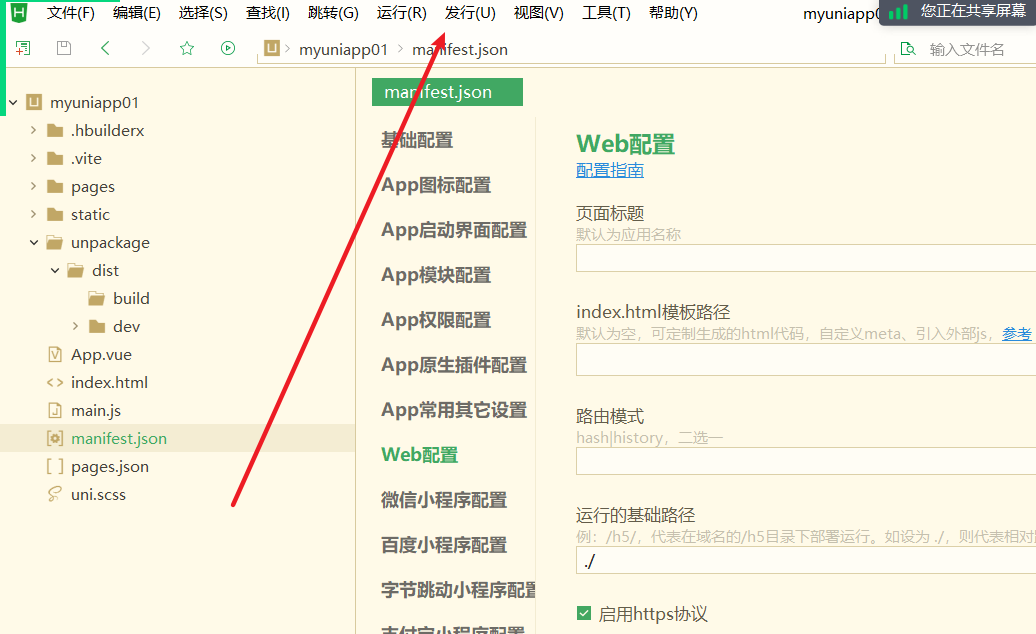 文件(F) 编辑(E) 选择(S) 查找(I) 跳转(G) 运行(R) 发行(U) 视图(V) 工具(T) 帮助(Y) myuniapp0
您正在共享屏幕
myuniapp01 manifest.json 输入文件名
myuniapp01
.hbuilderx
.vite
pages
static
unpackage
dist
build
dev
App.vue
index.html
main.js
manifest.json
pages.json
uni.scss
manifest.json
基础配置
App图标配置
App启动界面配置
App模块配置
App权限配置
App原生插件配置
App常用其它设置
Web配置
微信小程序配置
百度小程序配置
字节跳动小程序配置
支付宝小程序配置
Web配置
配置指南
页面标题
默认为应用名称
index.html模板路径
默认为空，可定制生成的html代码，自定义meta、引入外部js，参考
路由模式
hash|history，二选一
运行的基础路径
例：/h5/，代表在域名的/h5目录下部署运行。如设为 ./，则代表相对
./
启用https协议